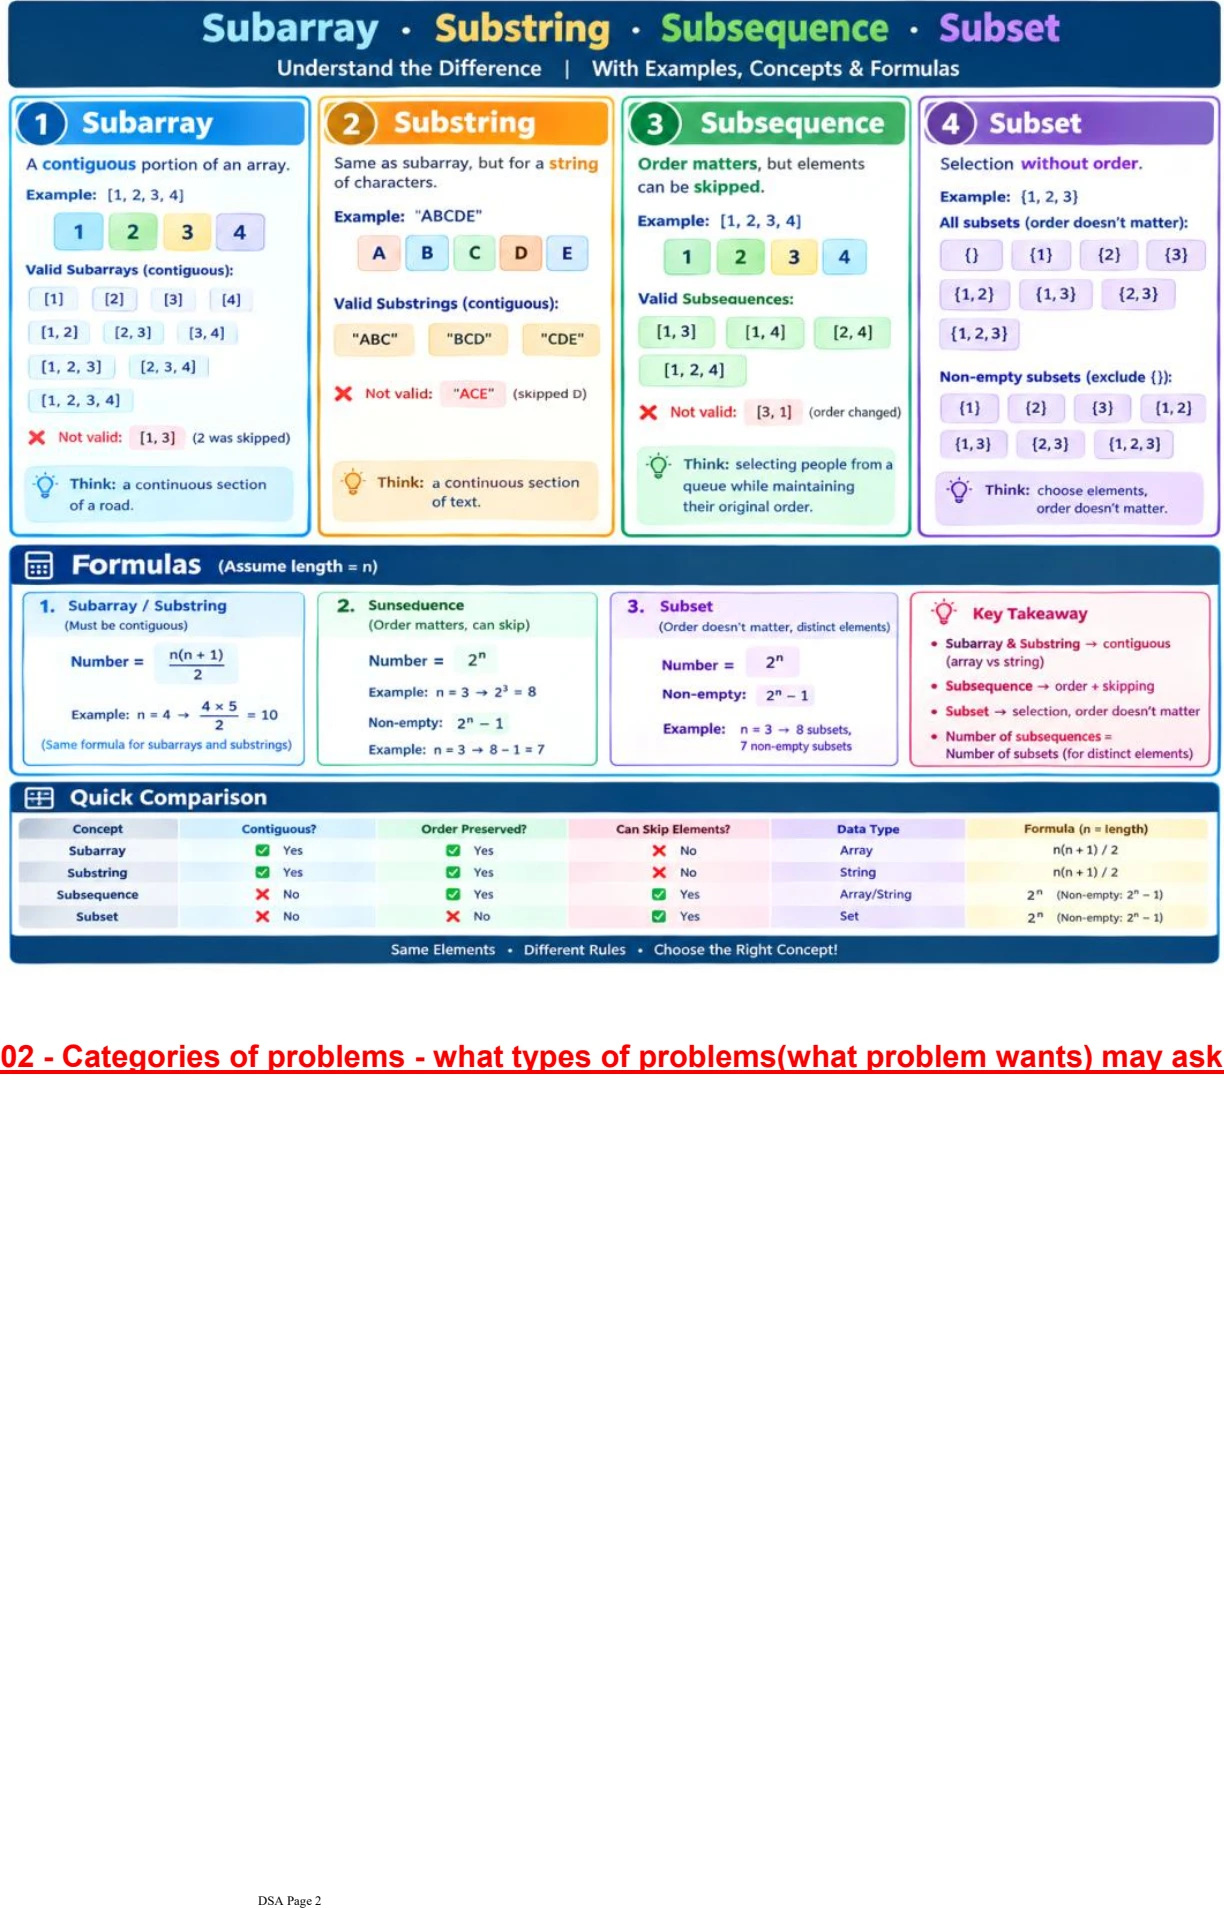 Subarray · Substring · Subsequence · Subset
Understand the Difference | With Examples, Concepts & Formulas
1 Subarray
A contiguous portion of an array.
Example: [1, 2, 3, 4]
1 2 3 4
Valid Subarrays (contiguous):
[1] [2] [3] [4]
[1, 2] [2, 3] [3, 4]
[1, 2, 3] [2, 3, 4]
[1, 2, 3, 4]
❌ Not valid: [1, 3] (2 was skipped)
Think: a continuous section
of a road.
2 Substring
Same as subarray, but for a string
of characters.
Example: "ABCDE"
A B C D E
Valid Substrings (contiguous):
"ABC" "BCD" "CDE"
❌ Not valid: "ACE" (skipped D)
Think: a continuous section
of text.
3 Subsequence
Order matters, but elements
can be skipped.
Example: [1, 2, 3, 4]
1 2 3 4
Valid Subseauences:
[1, 3] [1, 4] [2, 4]
[1, 2, 4]
❌ Not valid: [3, 1] (order changed)
Think: selecting people from a
queue while maintaining
their original order.
4 Subset
Selection without order.
Example: {1, 2, 3}
All subsets (order doesn't matter):
{} {1} {2} {3}
{1, 2} {1, 3} {2, 3}
{1, 2, 3}
Non-empty subsets (exclude {}):
{1} {2} {3} {1, 2]
{1, 3} {2, 3} {1, 2, 3]
Think: choose elements,
order doesn't matter.
Formulas (Assume length = n)
1. Subarray / Substring
(Must be contiguous)
Number = n(n + 1)
2
Example: n = 4 → 4 × 5
2 = 10
(Same formula for subarrays and substrings)
2. Sunseduence
(Order matters, can skip)
Number = 2ⁿ
Example: n = 3 → 2³ = 8
Non-empty: 2ⁿ − 1
Example: n = 3 → 8 − 1 = 7
3. Subset
(Order doesn't matter, distinct elements)
Number = 2ⁿ
Non-empty: 2ⁿ − 1
Example: n = 3 → 8 subsets,
7 non-empty subsets
Key Takeaway
• Subarray & Substring → contiguous
(array vs string)
• Subsequence → order + skipping
• Subset → selection, order doesn't matter
• Number of subsequences =
Number of subsets (for distinct elements)
Quick Comparison
Concept Contiguous? Order Preserved? Can Skip Elements? Data Type Formula (n = length)
Subarray ✅ Yes ✅ Yes ❌ No Array n(n + 1) / 2
Substring ✅ Yes ✅ Yes ❌ No String n(n + 1) / 2
Subsequence ❌ No ✅ Yes ✅ Yes Array/String 2ⁿ (Non-empty: 2ⁿ − 1)
Subset ❌ No ❌ No ✅ Yes Set 2ⁿ (Non-empty: 2ⁿ − 1)
Same Elements • Different Rules • Choose the Right Concept!
02 - Categories of problems - what types of problems(what problem wants) may ask
DSA Page 2